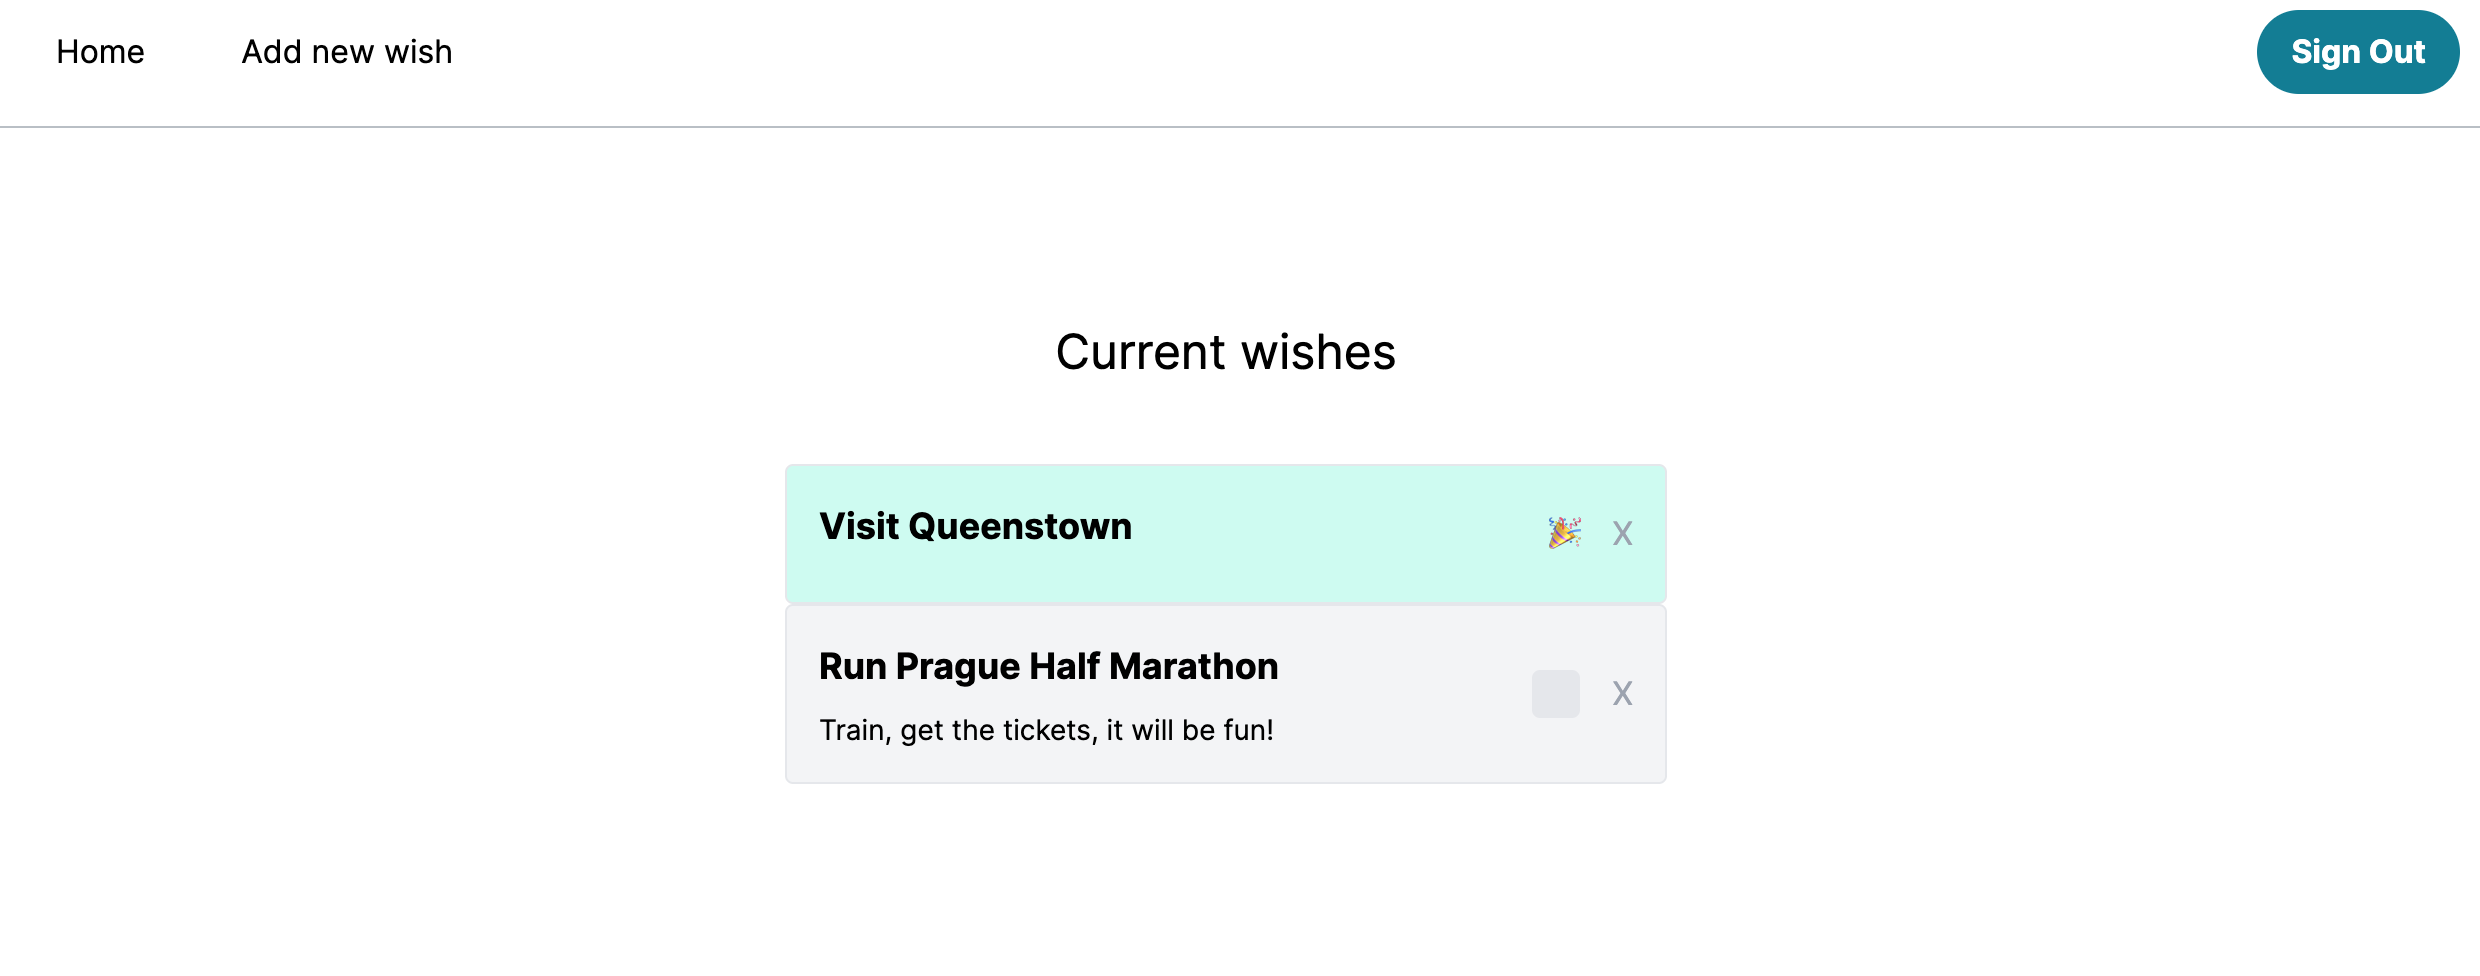 Home Add new wish Sign Out
Current wishes
Visit Queenstown 🎉 X
Run Prague Half Marathon X
Train, get the tickets, it will be fun!